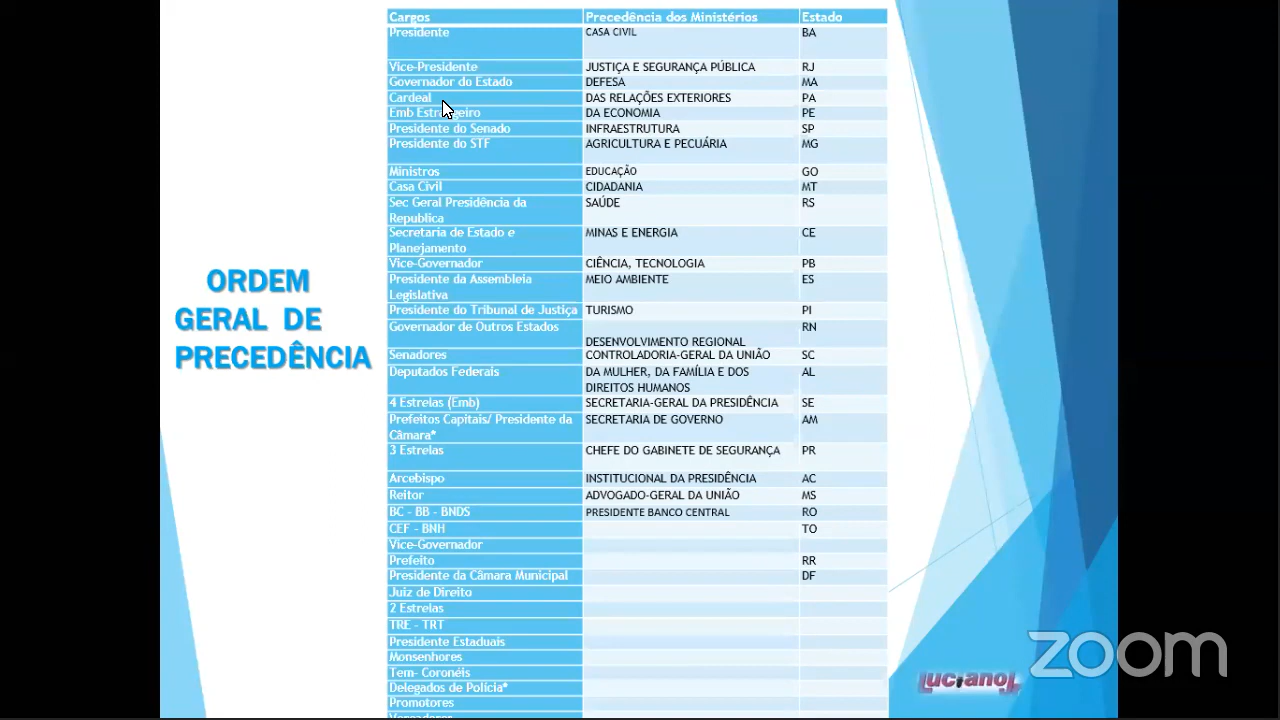 ORDEM
GERAL DE
PRECEDÊNCIA
Cargos Precedência dos Ministérios Estado
Presidente CASA CIVIL BA
Vice-Presidente JUSTIÇA E SEGURANÇA PÚBLICA RJ
Governador do Estado DEFESA MA
Cardeal DAS RELAÇÕES EXTERIORES PA
Emb Estrangeiro DA ECONOMIA PE
Presidente do Senado INFRAESTRUTURA SP
Presidente do STF AGRICULTURA E PECUÁRIA MG
Ministros EDUCAÇÃO GO
Casa Civil CIDADANIA MT
Sec Geral Presidência da SAÚDE RS
Republica
Secretaria de Estado e MINAS E ENERGIA CE
Planejamento
Vice-Governador CIÊNCIA, TECNOLOGIA PB
Presidente da Assembleia MEIO AMBIENTE ES
Legislativa
Presidente do Tribunal de Justiça TURISMO PI
Governador de Outros Estados RN
DESENVOLVIMENTO REGIONAL
Senadores CONTROLADORIA-GERAL DA UNIÃO SC
Deputados Federais DA MULHER, DA FAMÍLIA E DOS AL
DIREITOS HUMANOS
4 Estrelas (Emb) SECRETARIA-GERAL DA PRESIDÊNCIA SE
Prefeitos Capitais/ Presidente da SECRETARIA DE GOVERNO AM
Câmara*
3 Estrelas CHEFE DO GABINETE DE SEGURANÇA PR
Arcebispo INSTITUCIONAL DA PRESIDÊNCIA AC
Reitor ADVOGADO-GERAL DA UNIÃO MS
BC - BB - BNDS PRESIDENTE BANCO CENTRAL RO
CEF - BNH TO
Vice-Governador
Prefeito RR
Presidente da Câmara Municipal DF
Juiz de Direito
2 Estrelas
TRE - TRT
Presidente Estaduais
Monsenhores
Tem- Coronéis
Delegados de Polícia*
Promotores
Vereadores
lucianoJr
zoom